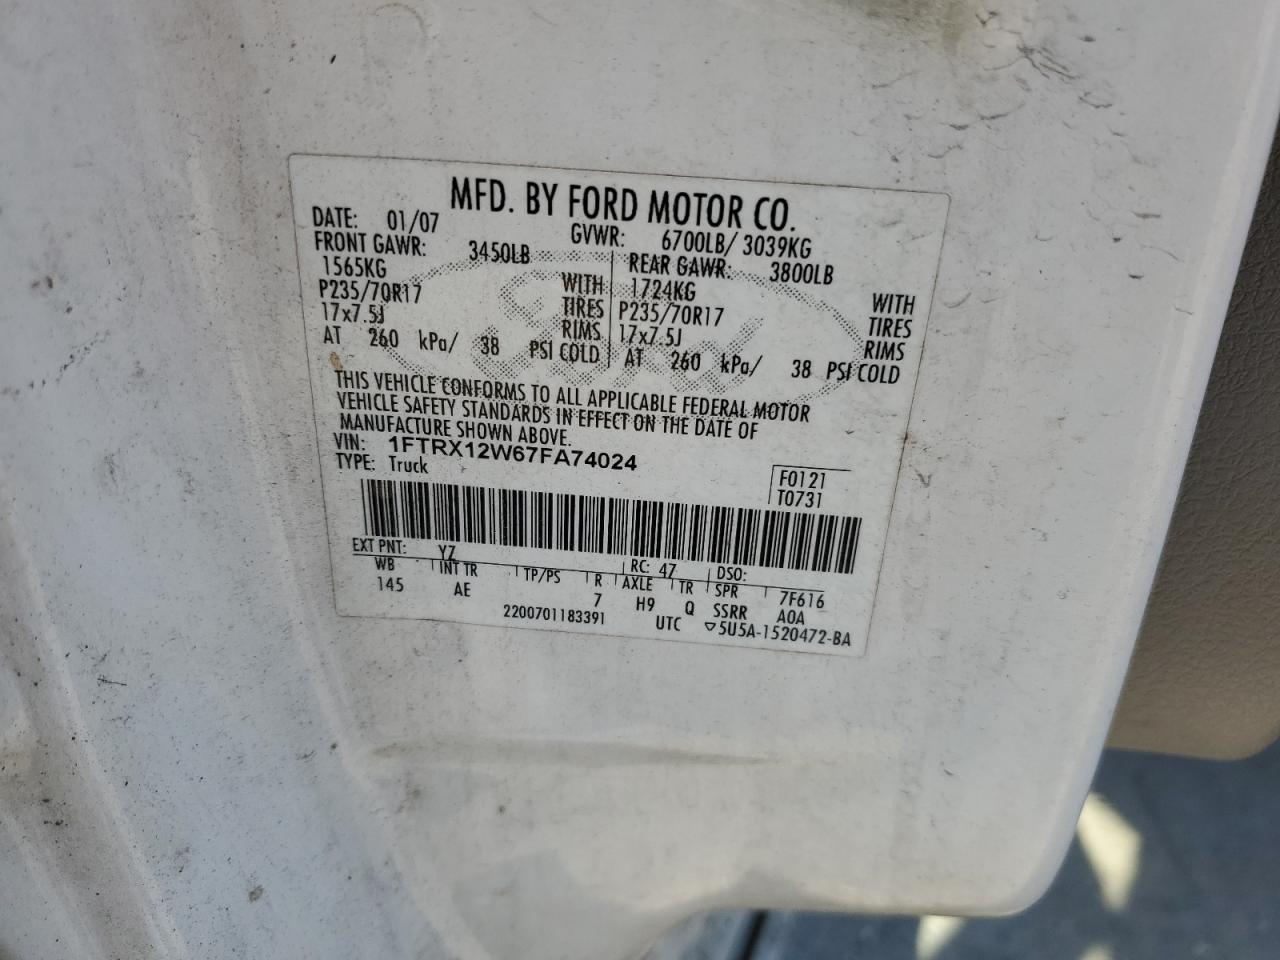 MFD. BY FORD MOTOR CO.
DATE: 01/07 GVWR: 6700LB/ 3039KG
FRONT GAWR: 3450LB REAR GAWR: 3800LB
1565KG WITH 1724KG WITH
P235/70R17 TIRES P235/70R17 TIRES
17x7.5J RIMS 17x7.5J RIMS
AT 260 kPa/ 38 PSI COLD AT 260 kPa/ 38 PSI COLD
THIS VEHICLE CONFORMS TO ALL APPLICABLE FEDERAL MOTOR
VEHICLE SAFETY STANDARDS IN EFFECT ON THE DATE OF
MANUFACTURE SHOWN ABOVE.
VIN: 1FTRX12W67FA74024
TYPE: Truck
F0121
T0731
EXT PNT: YZ RC: 47 DSO:
WB INT TR TP/PS R AXLE TR SPR 7F616
145 AE 7 H9 Q SSRR A0A
2200701183391 UTC ▽5U5A-1520472-BA
Ford